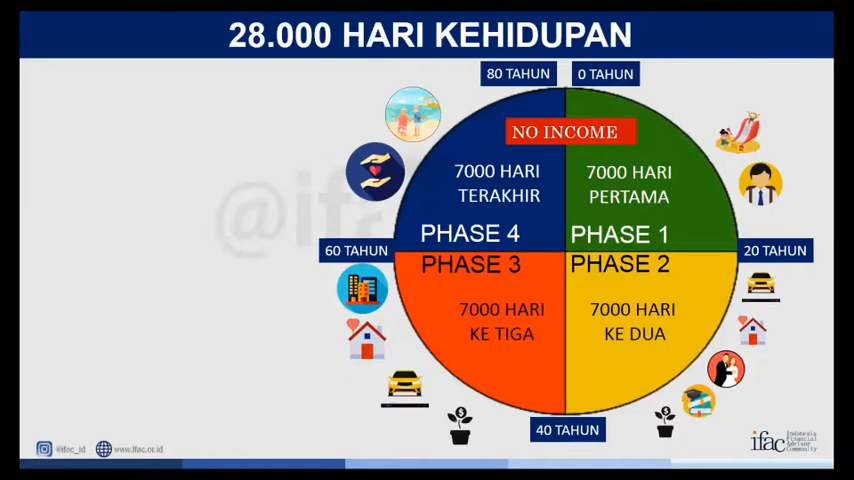 28.000 HARI KEHIDUPAN
80 TAHUN
0 TAHUN
NO INCOME
7000 HARI
TERAKHIR
7000 HARI
PERTAMA
PHASE 4
PHASE 1
60 TAHUN
20 TAHUN
PHASE 3
PHASE 2
7000 HARI
KE TIGA
7000 HARI
KE DUA
40 TAHUN
@ifac_id
www.ifac.or.id
ifac
Indonesia
Financial
Advisor
Community
@ifa